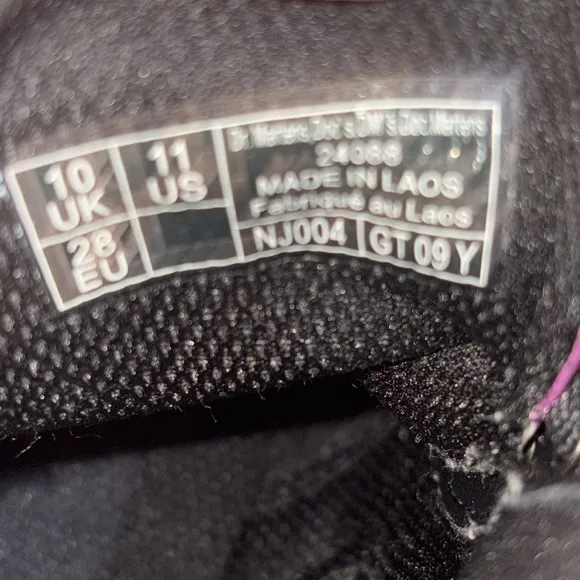 10
UK
11
US
28
EU
Dr. Martens Doc's DM's Doc Martens
24088
MADE IN LAOS
Fabriqué au Laos
NJ004
GT 09 Y